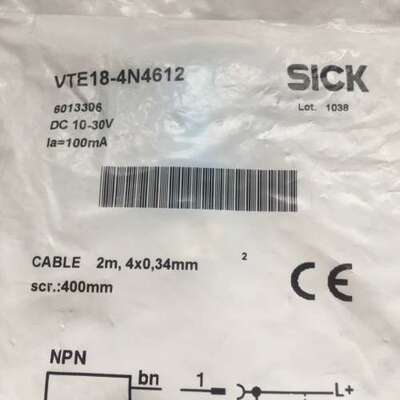 VTE18-4N4612
SICK
6013306
Lot. 1038
DC 10-30V
Ia=100mA
CABLE 2m, 4x0,34mm 2
scr.:400mm
CE
NPN
bn 1 L+